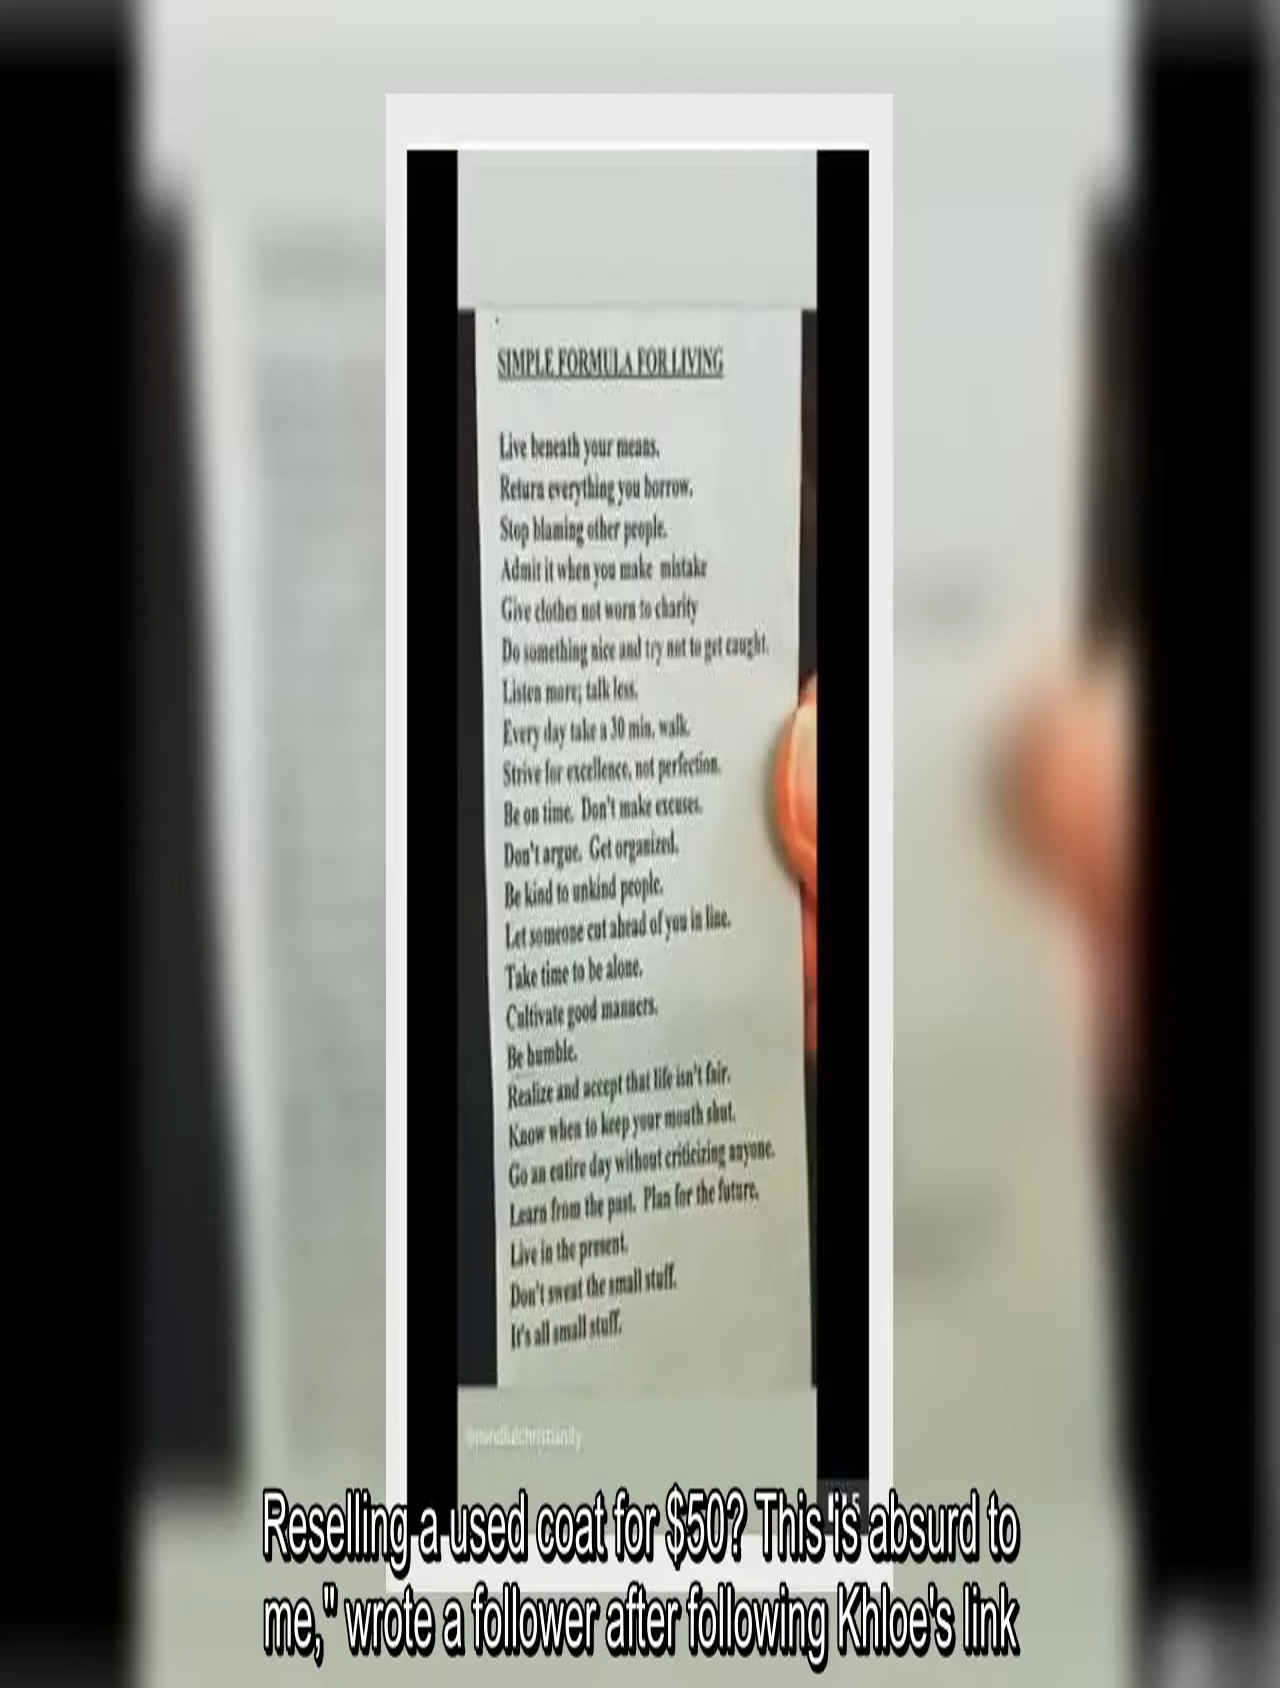 SIMPLE FORMULA FOR LIVING
Live beneath your means.
Return everything you borrow.
Stop blaming other people.
Admit it when you make mistake
Give clothes not worn to charity
Do something nice and try not to get caught.
Listen more; talk less.
Every day take a 30 min. walk.
Strive for excellence, not perfection.
Be on time. Don't make excuses.
Don't argue. Get organized.
Be kind to unkind people.
Let someone cut ahead of you in line.
Take time to be alone.
Cultivate good manners.
Be humble.
Realize and accept that life isn't fair.
Know when to keep your mouth shut.
Go an entire day without criticizing anyone.
Learn from the past. Plan for the future.
Live in the present.
Don't sweat the small stuff.
It's all small stuff.
@mindfulchristianity
Reselling a used coat for $50? This is absurd to
me," wrote a follower after following Khloe's link